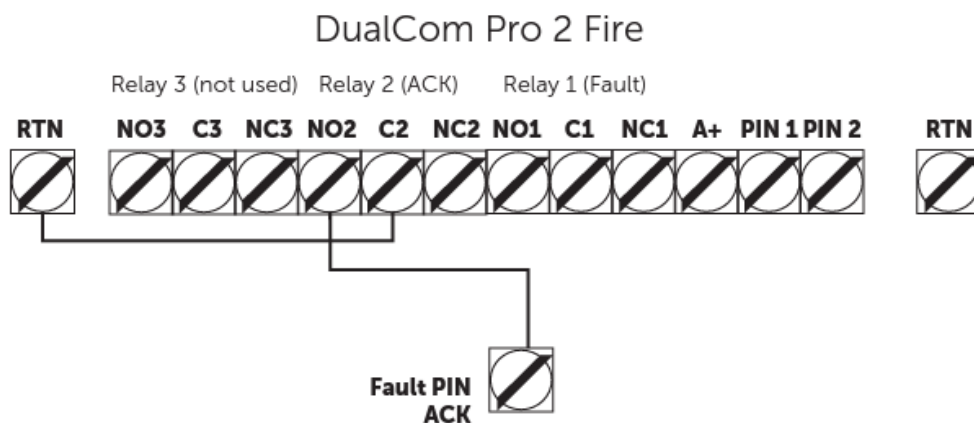 DualCom Pro 2 Fire
Relay 3 (not used) Relay 2 (ACK) Relay 1 (Fault)
RTN NO3 C3 NC3 NO2 C2 NC2 NO1 C1 NC1 A+ PIN 1 PIN 2 RTN
Fault PIN
ACK